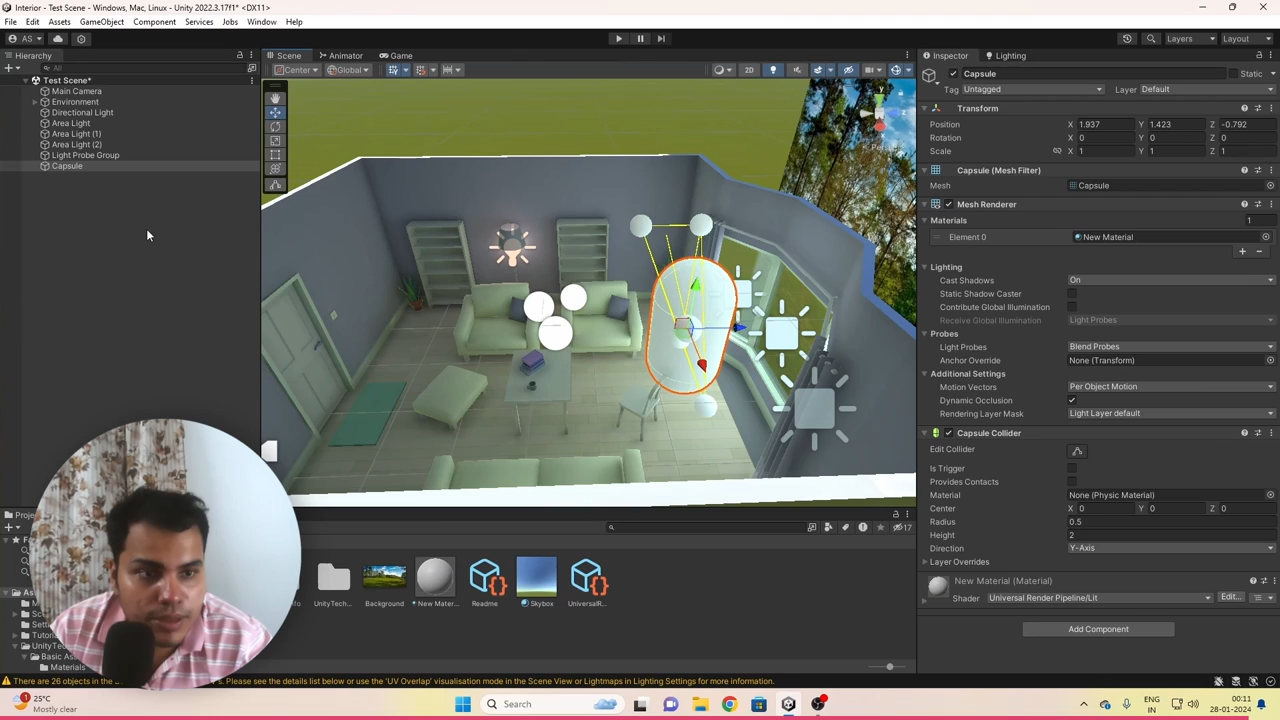 Interior - Test Scene - Windows, Mac, Linux - Unity 2022.3.17f1* <DX11>
File Edit Assets GameObject Component Services Jobs Window Help
AS
Layers Layout
Hierarchy
All
Test Scene*
Main Camera
Environment
Directional Light
Area Light
Area Light (1)
Area Light (2)
Light Probe Group
Capsule
Scene Animator Game
Center Global 2D
y
z
Inspector Lighting
Capsule Static
Tag Untagged Layer Default
Transform
Position X 1.937 Y 1.423 Z -0.792
Rotation X 0 Y 0 Z 0
Scale X 1 Y 1 Z 1
Capsule (Mesh Filter)
Mesh Capsule
Mesh Renderer
Materials 1
Element 0 New Material
Lighting
Cast Shadows On
Static Shadow Caster
Contribute Global Illumination
Receive Global Illumination Light Probes
Probes
Light Probes Blend Probes
Anchor Override None (Transform)
Additional Settings
Motion Vectors Per Object Motion
Dynamic Occlusion
Rendering Layer Mask Light Layer default
Capsule Collider
Edit Collider
Is Trigger
Provides Contacts
Material None (Physic Material)
Center X 0 Y 0 Z 0
Radius 0.5
Height 2
Direction Y-Axis
Layer Overrides
New Material (Material)
Shader Universal Render Pipeline/Lit Edit...
Add Component
17
UnityTech... Background New Mater... Readme Skybox UniversalR...
Tutoria
UnityTe
Basic As
Materials
There are 26 objects in the
Please see the details list below or use the 'UV Overlap' visualisation mode in the Scene View or Lightmaps in Lighting Settings for more information.
1
25°C
Mostly clear
Search
ENG
IN
00:11
28-01-2024